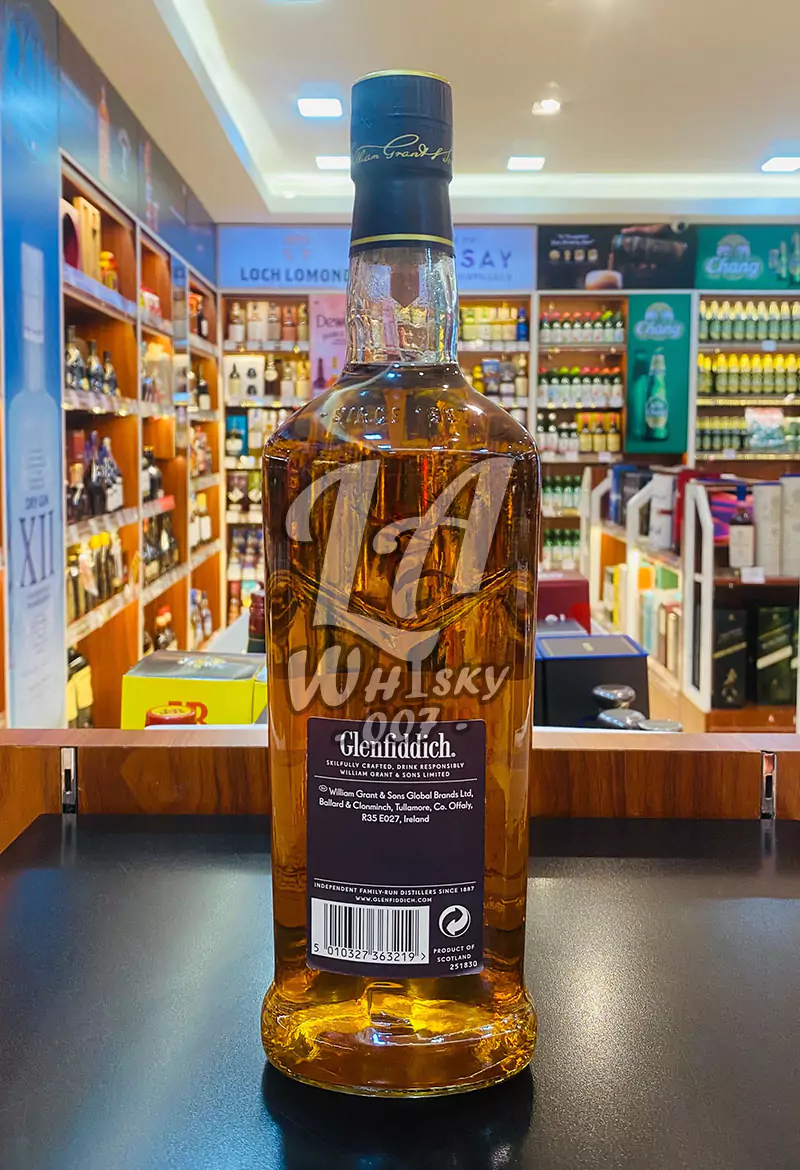 William Grant & Sons
LOCH LOMOND
Chang
Chang
DRY GIN
XII
LA
WHISKY
- 007 -
Glenfiddich.
SKILFULLY CRAFTED, DRINK RESPONSIBLY
WILLIAM GRANT & SONS LIMITED
William Grant & Sons Global Brands Ltd,
Ballard & Clonminch, Tullamore, Co. Offaly,
R35 E027, Ireland
INDEPENDENT FAMILY-RUN DISTILLERS SINCE 1887
WWW.GLENFIDDICH.COM
5 010327 363219 >
PRODUCT OF
SCOTLAND
251830